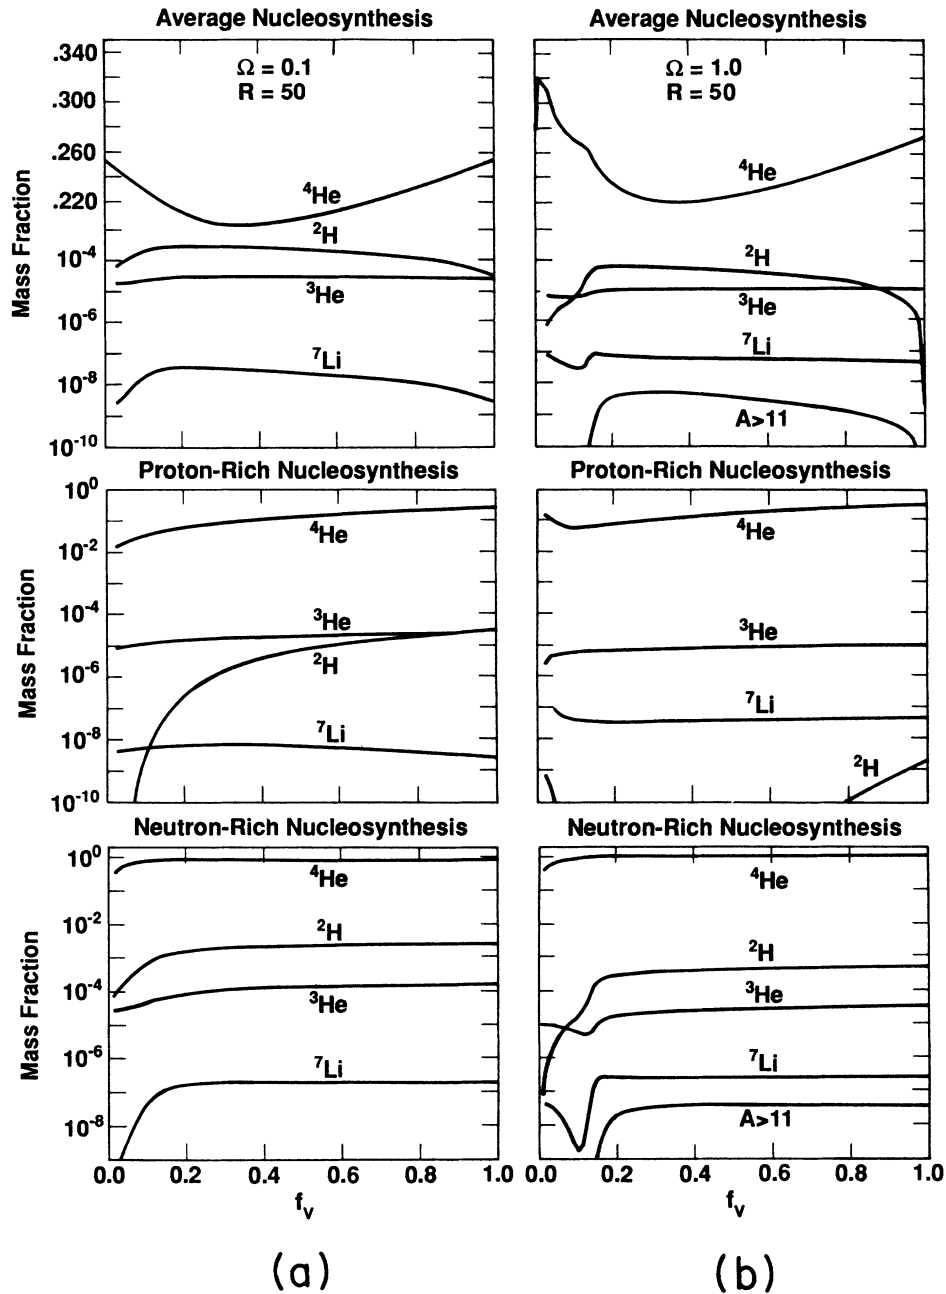 Average Nucleosynthesis
Average Nucleosynthesis
.340
.300
.260
.220
10⁻⁴
10⁻⁶
10⁻⁸
10⁻¹⁰
Mass Fraction
Ω = 0.1
R = 50
⁴He
²H
³He
⁷Li
Ω = 1.0
R = 50
⁴He
²H
³He
⁷Li
A>11
Proton-Rich Nucleosynthesis
Proton-Rich Nucleosynthesis
10⁰
10⁻²
10⁻⁴
10⁻⁶
10⁻⁸
10⁻¹⁰
Mass Fraction
⁴He
³He
²H
⁷Li
⁴He
³He
⁷Li
²H
Neutron-Rich Nucleosynthesis
Neutron-Rich Nucleosynthesis
10⁰
10⁻²
10⁻⁴
10⁻⁶
10⁻⁸
Mass Fraction
⁴He
²H
³He
⁷Li
⁴He
²H
³He
⁷Li
A>11
0.0 0.2 0.4 0.6 0.8 1.0
0.0 0.2 0.4 0.6 0.8 1.0
fᵥ
fᵥ
(a)
(b)